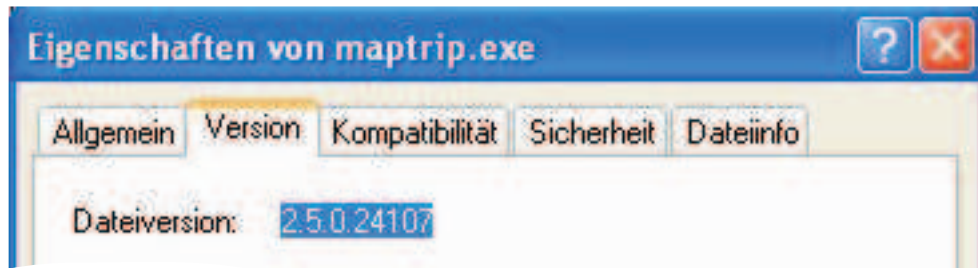 Eigenschaften von maptrip.exe
Allgemein Version Kompatibilität Sicherheit Dateiinfo
Dateiversion: 2.5.0.24107